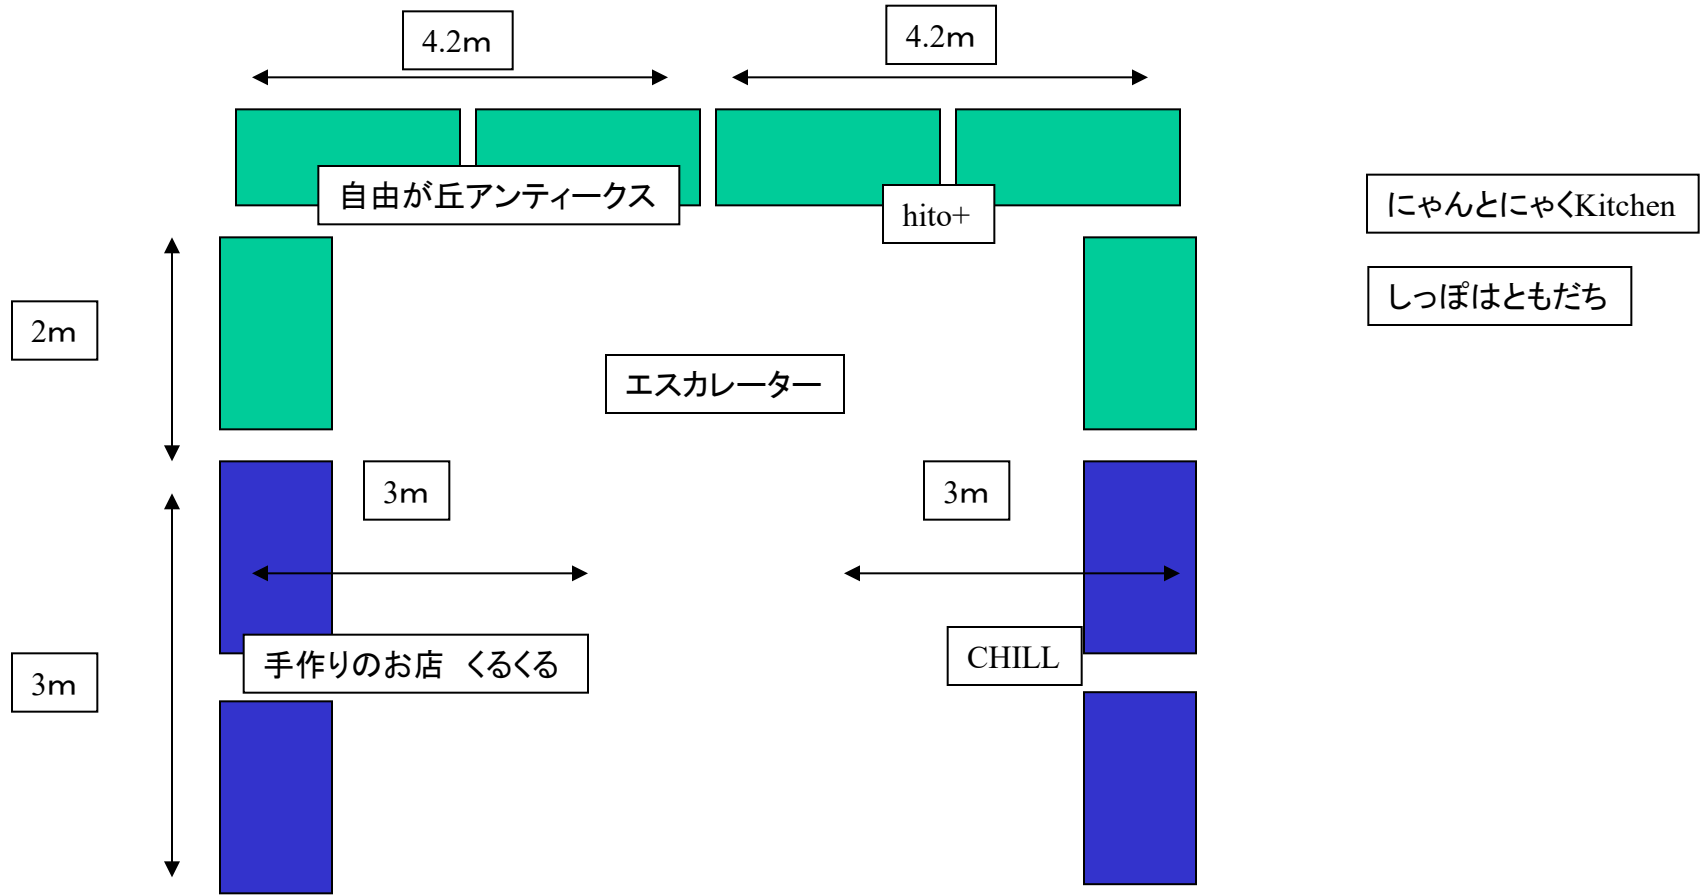 4.2ｍ
4.2ｍ
自由が丘アンティークス
hito+
にゃんとにゃくKitchen
しっぽはともだち
2ｍ
エスカレーター
3ｍ
3ｍ
手作りのお店　くるくる
CHILL
3ｍ